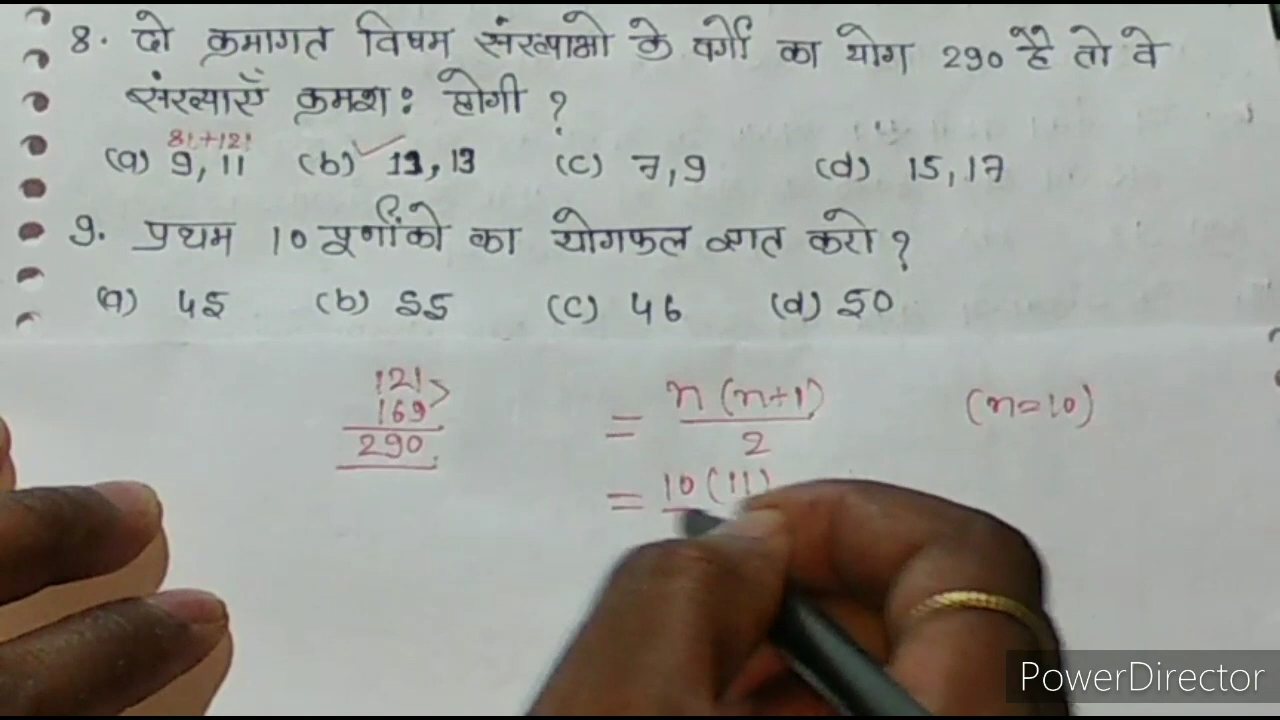 8. दो क्रमागत विषम संख्याओ के वर्गो का योग 290 है तो वे
संख्याएँ क्रमश: होगी ?
81+121
(a) 9, 11 (b) ✓ 11, 13 (c) 7, 9 (d) 15, 17
9. प्रथम 10 पूर्णांको का योगफल ज्ञात करो ?
(a) 45 (b) 55 (c) 46 (d) 50
121
169
290
= n (n+1) / 2 (n=10)
= 10 (11)
PowerDirector